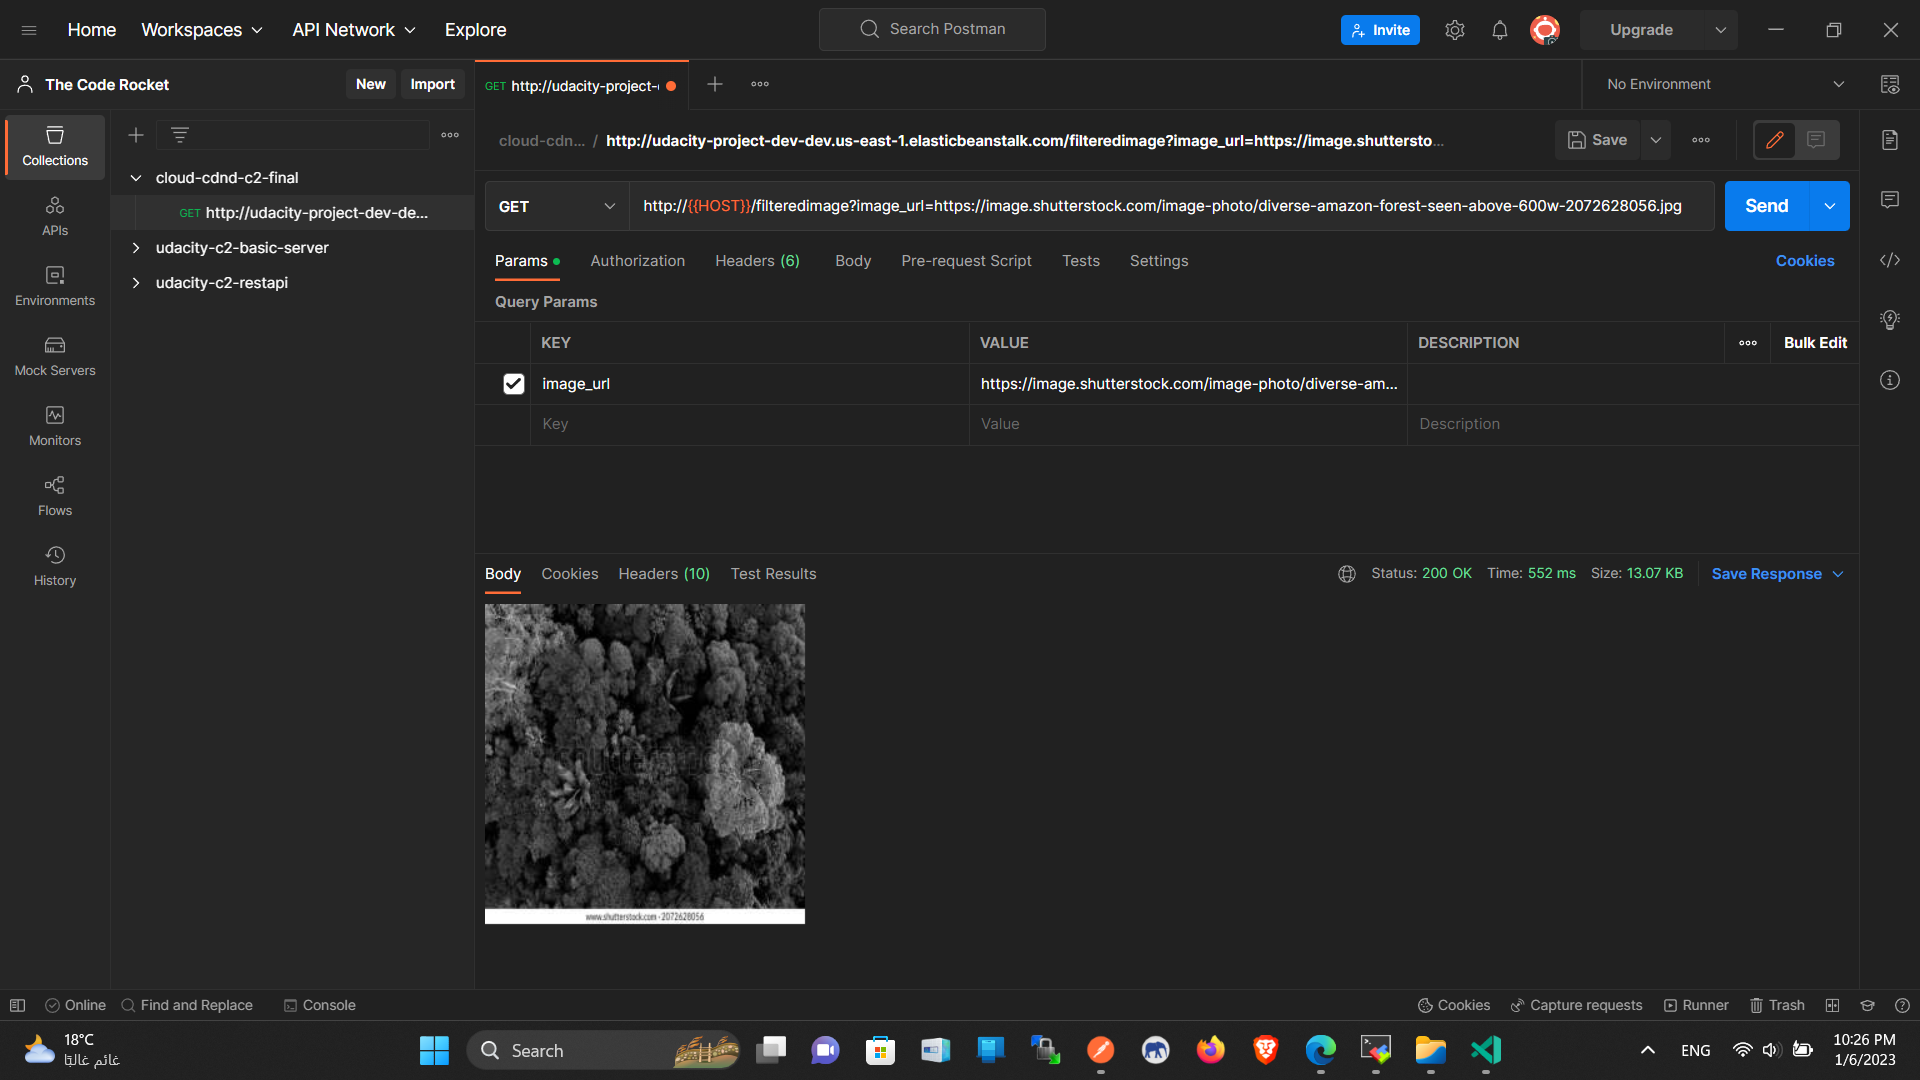 Home
Workspaces
API Network
Explore
Search Postman
Invite
Upgrade
The Code Rocket
New
Import
GET http://udacity-project-
No Environment
Collections
APIs
Environments
Mock Servers
Monitors
Flows
History
cloud-cdnd-c2-final
GET http://udacity-project-dev-de...
udacity-c2-basic-server
udacity-c2-restapi
cloud-cdn... / http://udacity-project-dev-dev.us-east-1.elasticbeanstalk.com/filteredimage?image_url=https://image.shuttersto...
Save
GET
http://{{HOST}}/filteredimage?image_url=https://image.shutterstock.com/image-photo/diverse-amazon-forest-seen-above-600w-2072628056.jpg
Send
Params
Authorization
Headers (6)
Body
Pre-request Script
Tests
Settings
Cookies
Query Params
KEY VALUE DESCRIPTION
Bulk Edit
image_url https://image.shutterstock.com/image-photo/diverse-am...
Key Value Description
Body
Cookies
Headers (10)
Test Results
Status: 200 OK Time: 552 ms Size: 13.07 KB
Save Response
shutterstock
www.shutterstock.com · 2072628056
Online
Find and Replace
Console
Cookies
Capture requests
Runner
Trash
18°C
غائم غالبًا
Search
ENG
10:26 PM
1/6/2023